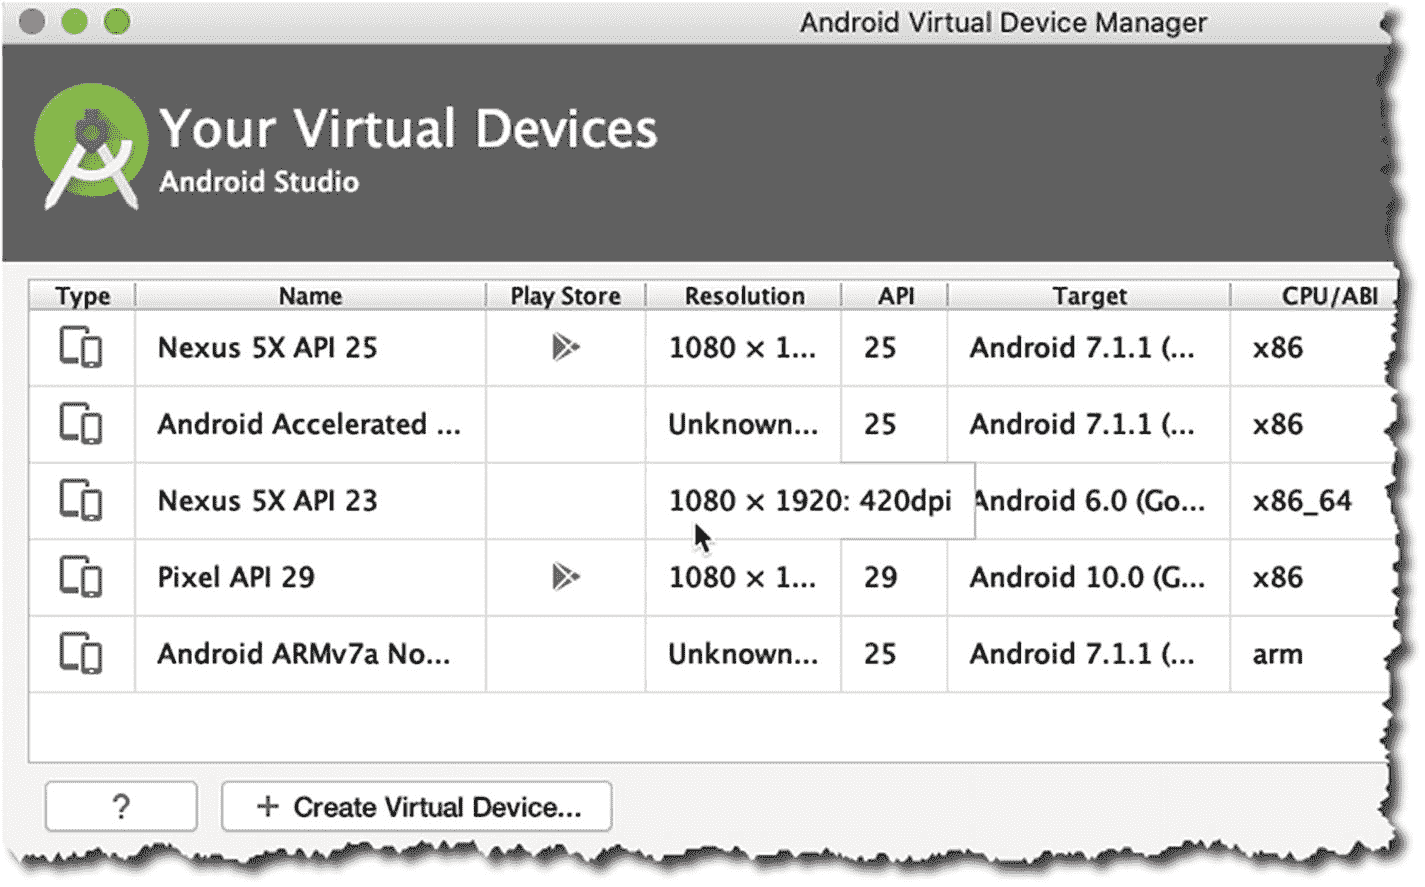 Android Virtual Device Manager
Your Virtual Devices
Android Studio
Type Name Play Store Resolution API Target CPU/ABI
Nexus 5X API 25 1080 × 1... 25 Android 7.1.1 (... x86
Android Accelerated ... Unknown... 25 Android 7.1.1 (... x86
Nexus 5X API 23 1080 × 1920: 420dpi Android 6.0 (Go... x86_64
Pixel API 29 1080 × 1... 29 Android 10.0 (G... x86
Android ARMv7a No... Unknown... 25 Android 7.1.1 (... arm
? + Create Virtual Device...